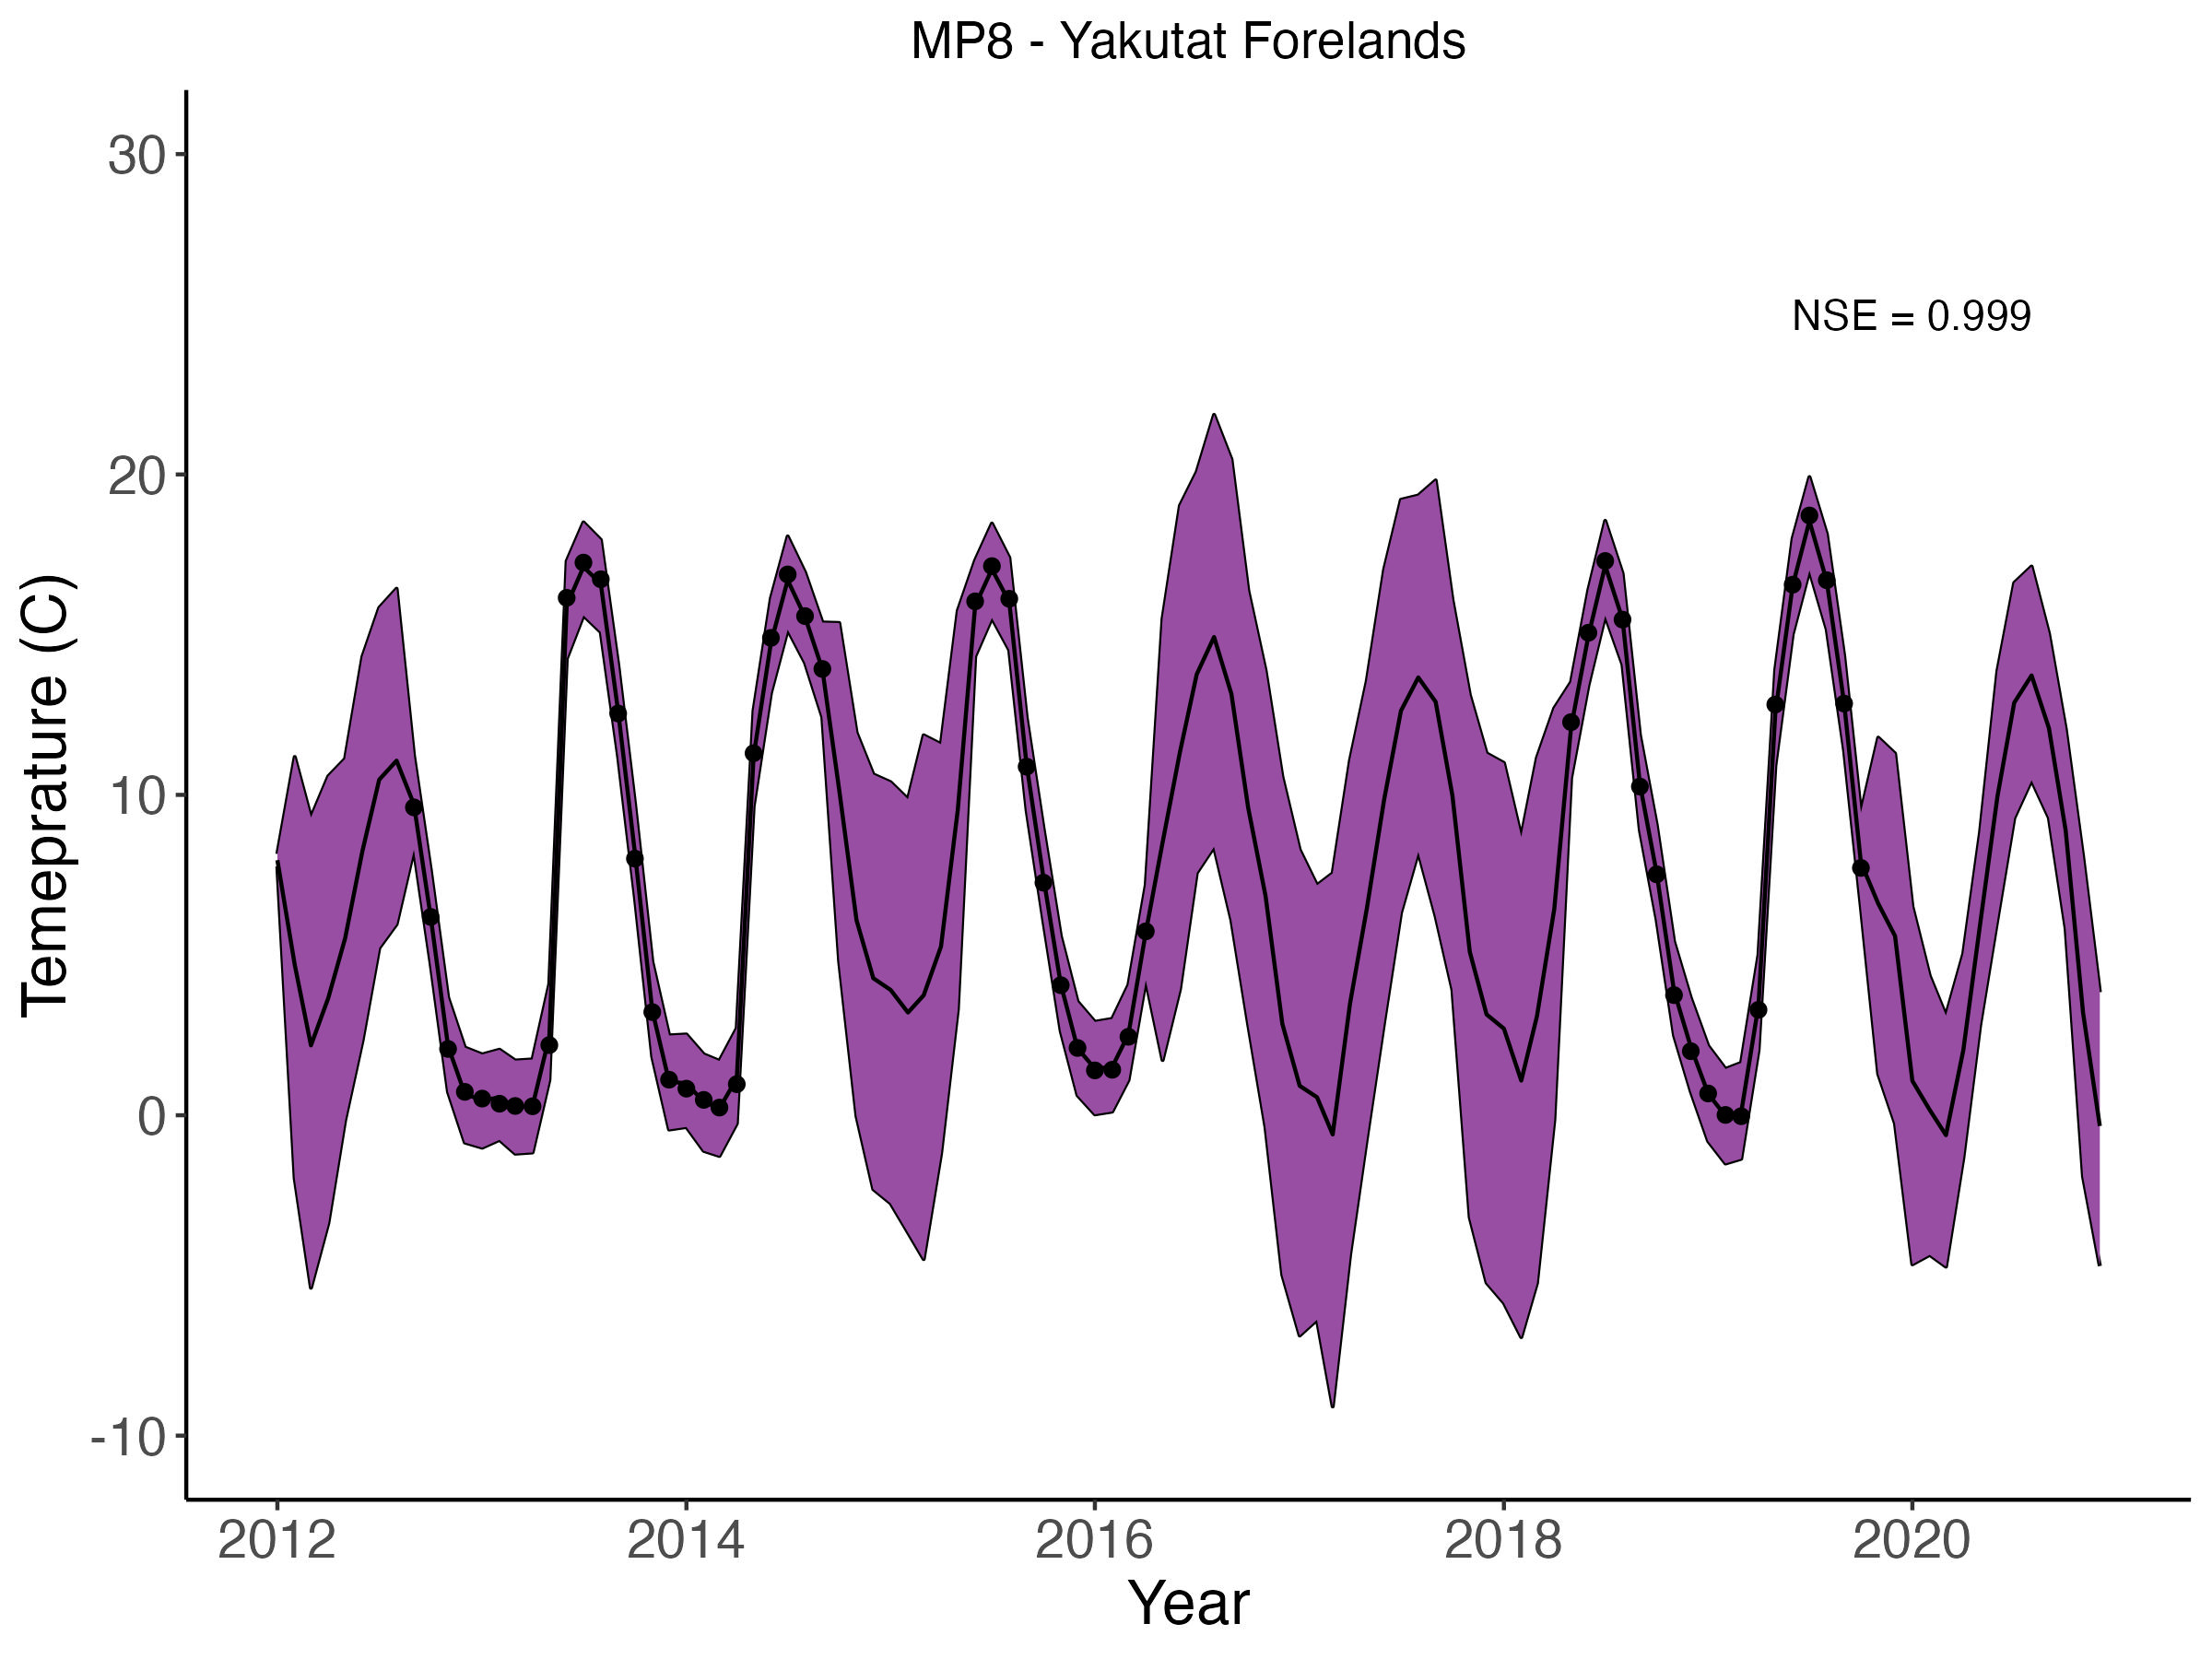 MP8 - Yakutat Forelands
30
20
10
0
-10
Temeprature (C)
NSE = 0.999
2012 2014 2016 2018 2020
Year